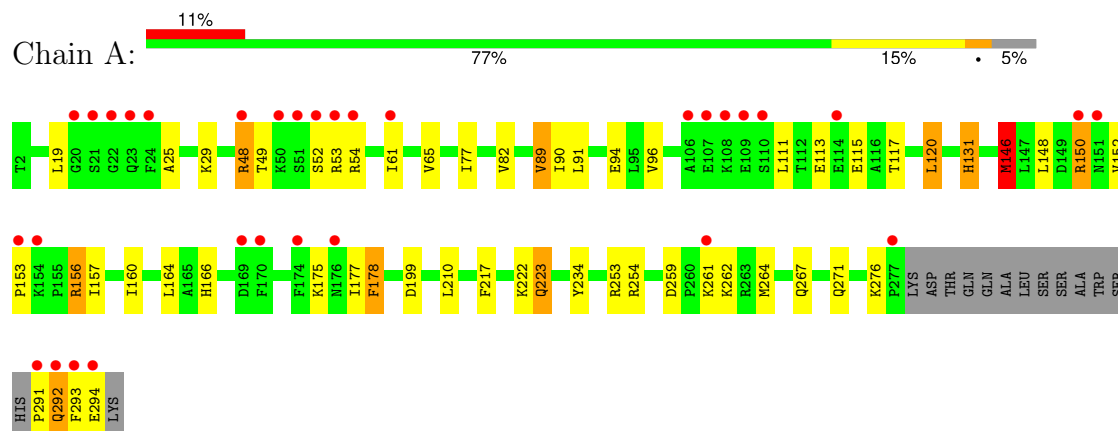 11%
Chain A:
77% 15% • 5%
T2 L19 G20 S21 G22 Q23 F24 A25 K29 R48 T49 K50 S51 S52 R53 R54 I61 V65 I77 V82 V89 I90 L91 E94 L95 V96 A106 E107 K108 E109 S110 L111 T112 E113 E114 E115 A116 T117 L120 H131 M146 L147 L148 D149 R150 N151 V152
P153 K154 P155 R156 I157 I160 L164 A165 H166 D169 F170 F174 K175 N176 I177 F178 D199 L210 F217 K222 Q223 Y234 R253 R254 D259 P260 K261 K262 R263 M264 Q267 Q271 K276 P277 LYS ASP THR GLN GLN ALA LEU SER SER ALA TRP SER
HIS P291 Q292 F293 E294 LYS